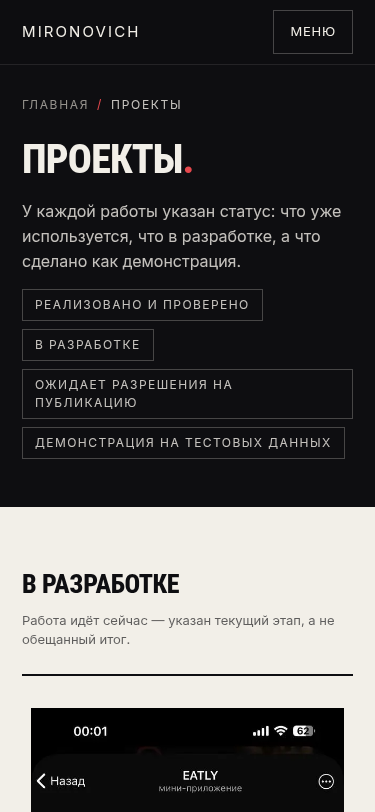 MIRONOVICH
МЕНЮ
ГЛАВНАЯ / ПРОЕКТЫ
ПРОЕКТЫ.
У каждой работы указан статус: что уже
используется, что в разработке, а что
сделано как демонстрация.
РЕАЛИЗОВАНО И ПРОВЕРЕНО
В РАЗРАБОТКЕ
ОЖИДАЕТ РАЗРЕШЕНИЯ НА
ПУБЛИКАЦИЮ
ДЕМОНСТРАЦИЯ НА ТЕСТОВЫХ ДАННЫХ
В РАЗРАБОТКЕ
Работа идёт сейчас — указан текущий этап, а не
обещанный итог.
00:01
62
Назад
EATLY
мини-приложение